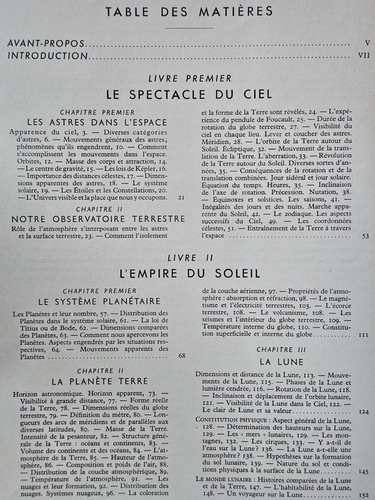 TABLE DES MATIÈRES
AVANT-PROPOS V
INTRODUCTION VII
LIVRE PREMIER
LE SPECTACLE DU CIEL
CHAPITRE PREMIER
LES ASTRES DANS L'ESPACE
Apparence du ciel, 3. — Diverses catégories
d'astres, 6. — Mouvements généraux des astres;
phénomènes qu'ils engendrent, 10. — Comment
s'accomplissent les mouvements dans l'espace.
Orbites, 12. — Masse des corps et attraction, 14.
— Le centre de gravité, 15. — Les lois de Képler, 16.
— Importance des distances célestes, 17. — Dimen-
sions apparentes des astres, 18. — Le système
solaire, 19. — Les Étoiles et les Constellations, 20.
— L'Univers visible et la place que nous y occupons. 21
CHAPITRE II
NOTRE OBSERVATOIRE TERRESTRE
Rôle de l'atmosphère s'interposant entre les astres
et la surface terrestre, 23. — Comment l'isolement
et la forme de la Terre sont révélés, 24. — L'expé-
rience du pendule de Foucault, 25. — Durée de la
rotation du globe terrestre, 27. — Visibilité du
ciel en chaque lieu. Lever et coucher des astres.
Méridien, 28. — L'orbite de la Terre autour du
Soleil. Écliptique, 32. — Mouvement de la trans-
lation de la Terre. L'aberration, 33. — Révolution
de la Terre autour du Soleil. Diverses sortes d'an-
nées, 35. — Conséquences de la rotation et de la
translation combinées. Jour sidéral et jour solaire.
Équation du temps. Heures, 35. — Inclinaison
de l'axe de rotation. Précession. Nutation, 38.
— Équinoxes et solstices. Les saisons, 41. —
Inégalités des jours et des nuits. Marche appa-
rente du Soleil, 42. — Le zodiaque. Les aspects
successifs du Ciel, 49. — Les coordonnées
célestes, 51. — Entraînement de la Terre à travers
l'espace 53
LIVRE II
L'EMPIRE DU SOLEIL
CHAPITRE PREMIER
LE SYSTÈME PLANÉTAIRE
Les Planètes et leur nombre, 57. — Distribution des
Planètes dans le système solaire, 61. — La loi de
Titius ou de Bode, 62. — Dimensions comparées
des Planètes, 63. — Comment nous apercevons les
Planètes. Aspects engendrés par les situations res-
pectives, 64. — Mouvements apparents des
Planètes 68
CHAPITRE II
LA PLANÈTE TERRE
Horizon astronomique. Horizon apparent, 73. —
Visibilité à grande distance, 77. — Forme réelle
de la Terre, 78. — Dimensions réelles du globe
terrestre, 79. — Définition du mètre, 80. — Lon-
gueurs des arcs de méridiens et de parallèles aux
diverses latitudes, 80. — Masse de la Terre.
Intensité de la pesanteur, 82. — Structure géné-
rale de la Terre : océans et continents, 83. —
Volume des continents et des océans, 84. — L'at-
mosphère de la Terre, 85. — Hauteur de l'atmo-
sphère, 86. — Composition et poids de l'air, 88.
— Distribution de la couche atmosphérique, 89.
— Température de l'atmosphère, 91. — Les
nuages et leur formation, 91. — Distribution des
nuages. Systèmes nuageux, 96. — La coloration
de la couche aérienne, 97. — Propriétés de l'atmo-
sphère : absorption et réfraction, 98. — Le magné-
tisme et l'électricité terrestres, 103. — L'écorce
terrestre, 108. — Le volcanisme, 108. — Les
séismes et l'intérieur du globe terrestre, 109. —
Température interne du globe, 110. — Consti-
tution superficielle et interne du globe 111
CHAPITRE III
LA LUNE
Dimensions et distance de la Lune, 113. — Mouve-
ments de la Lune, 115. — Phases de la Lune et
lumière cendrée, 116. — Rotation de la Lune, 118.
— Inclinaison et déplacement de l'orbite lunaire,
121. — Visibilité de la Lune dans le Ciel, 122. —
Le clair de Lune et sa valeur 124
CONSTITUTION PHYSIQUE : Aspect général de la Lune,
128. — Détermination des hauteurs sur la Lune,
129. — Les « mers » lunaires, 129. — Les mon-
tagnes, 132. — Les cirques, 133. — Y a-t-il de
l'eau sur la Lune? 136. — La Lune a-t-elle une
atmosphère? 138. — Hypothèses sur la formation
du sol lunaire, 139. — Nature du sol et condi-
tions physiques à la surface de la Lune 145
LE MONDE LUNAIRE : Histoires comparées de la Lune
et de la Terre, 147. — L'habitabilité de la Lune,
148. — Un voyageur sur la Lune 152